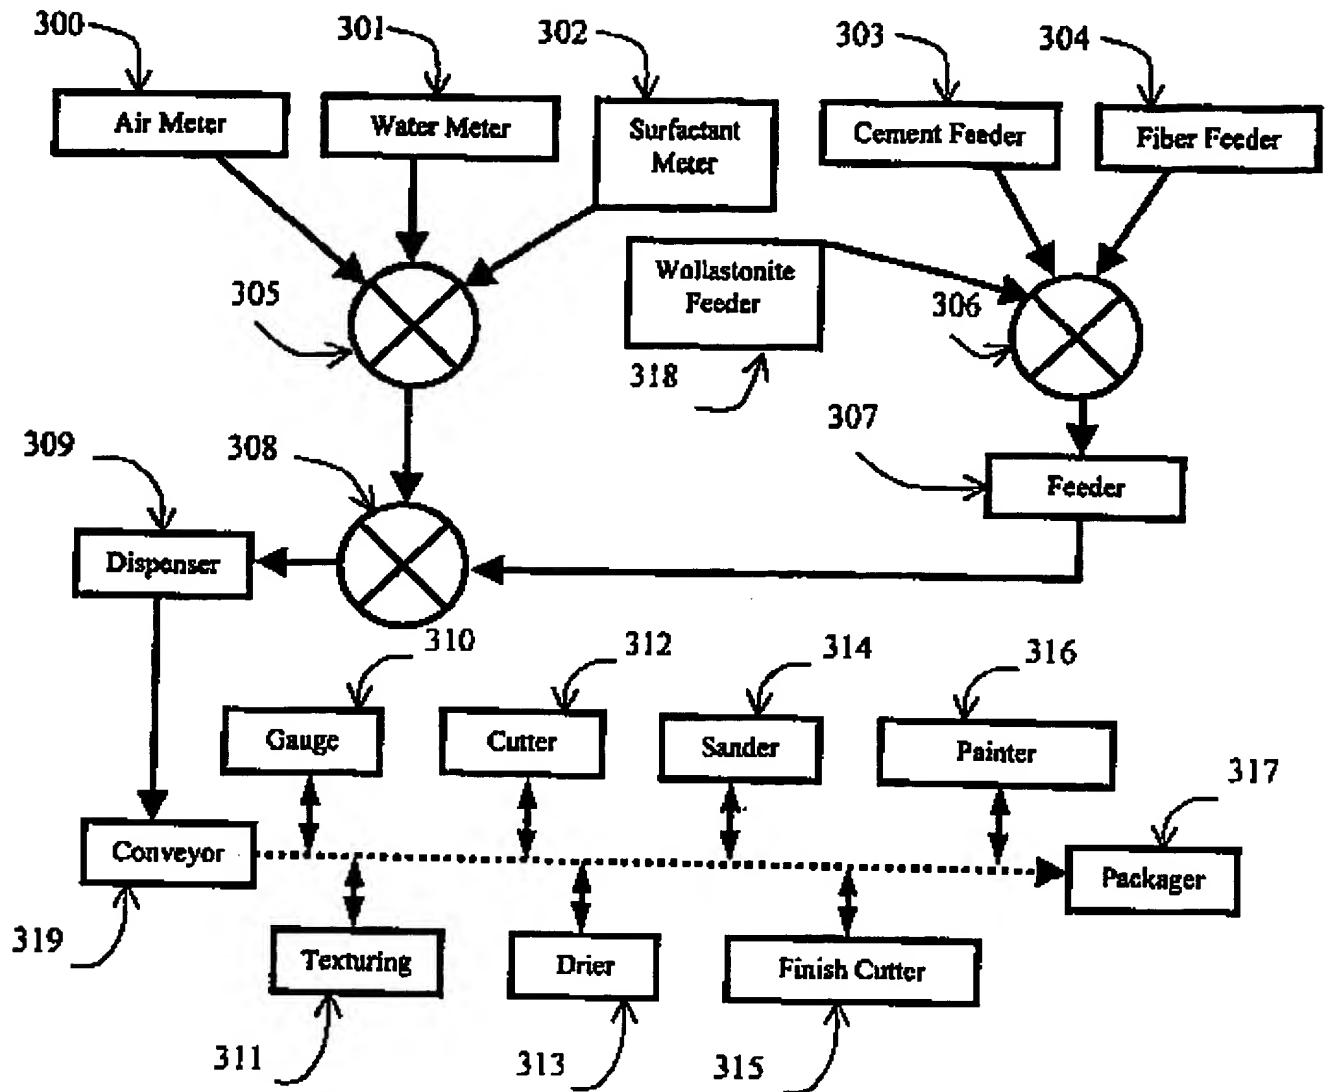 300
301
302
303
304
Air Meter
Water Meter
Surfactant
Meter
Cement Feeder
Fiber Feeder
305
Wollastonite
Feeder
306
318
307
309
308
Feeder
Dispenser
310
312
314
316
Gauge
Cutter
Sander
Painter
317
Conveyor
Packager
319
Texturing
Drier
Finish Cutter
311
313
315